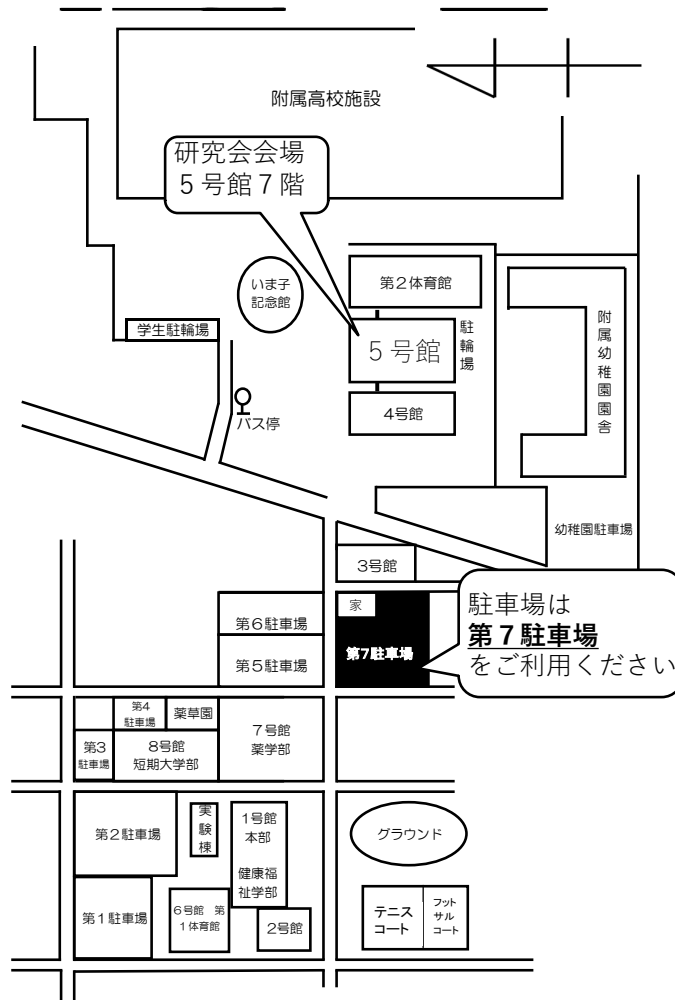 附属高校施設
研究会会場
５号館７階
いま子
記念館
第２体育館
学生駐輪場
５号館
駐輪場
附属幼稚園園舎
バス停
4号館
幼稚園駐車場
3号館
家
第６駐車場
第7駐車場
駐車場は
第７駐車場
をご利用ください
第５駐車場
第4
駐車場
薬草園
7号館
薬学部
第3
駐車場
8号館
短期大学部
第２駐車場
実験棟
1号館
本部
健康福
祉学部
グラウンド
第１駐車場
6号館　第
1体育館
2号館
テニス
コート
フット
サル
コート